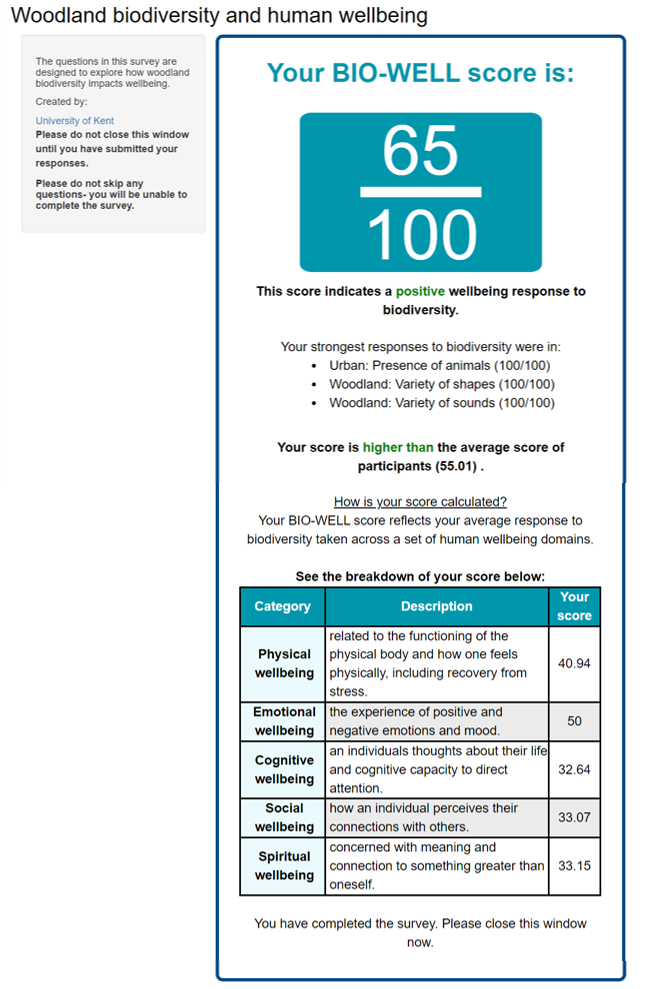 Woodland biodiversity and human wellbeing
The questions in this survey are
designed to explore how woodland
biodiversity impacts wellbeing.
Created by:
University of Kent
Please do not close this window
until you have submitted your
responses.
Please do not skip any
questions- you will be unable to
complete the survey.
Your BIO-WELL score is:
65
100
This score indicates a positive wellbeing response to
biodiversity.
Your strongest responses to biodiversity were in:
• Urban: Presence of animals (100/100)
• Woodland: Variety of shapes (100/100)
• Woodland: Variety of sounds (100/100)
Your score is higher than the average score of
participants (55.01) .
How is your score calculated?
Your BIO-WELL score reflects your average response to
biodiversity taken across a set of human wellbeing domains.
See the breakdown of your score below:
Category
Description
Your
score
Physical
wellbeing
related to the functioning of the
physical body and how one feels
physically, including recovery from
stress.
40.94
Emotional
wellbeing
the experience of positive and
negative emotions and mood.
50
Cognitive
wellbeing
an individuals thoughts about their life
and cognitive capacity to direct
attention.
32.64
Social
wellbeing
how an individual perceives their
connections with others.
33.07
Spiritual
wellbeing
concerned with meaning and
connection to something greater than
oneself.
33.15
You have completed the survey. Please close this window
now.